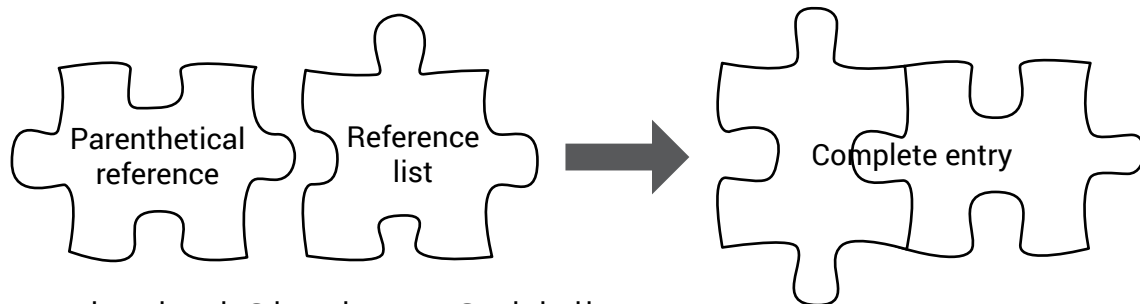 Parenthetical
reference
Reference
list
Complete entry